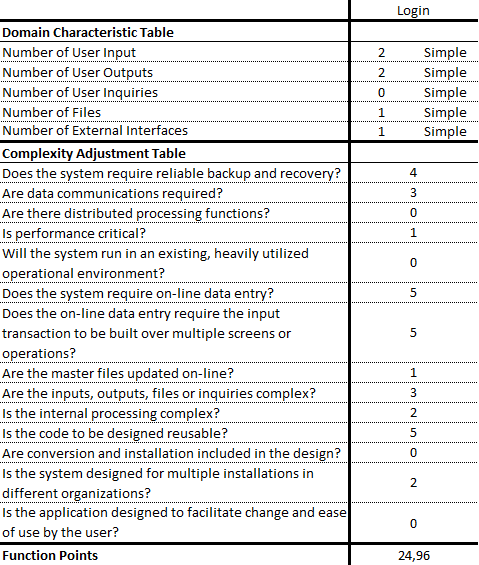 Login
Domain Characteristic Table
Number of User Input 2 Simple
Number of User Outputs 2 Simple
Number of User Inquiries 0 Simple
Number of Files 1 Simple
Number of External Interfaces 1 Simple
Complexity Adjustment Table
Does the system require reliable backup and recovery? 4
Are data communications required? 3
Are there distributed processing functions? 0
Is performance critical? 1
Will the system run in an existing, heavily utilized
operational environment? 0
Does the system require on-line data entry? 5
Does the on-line data entry require the input
transaction to be built over multiple screens or 5
operations?
Are the master files updated on-line? 1
Are the inputs, outputs, files or inquiries complex? 3
Is the internal processing complex? 2
Is the code to be designed reusable? 5
Are conversion and installation included in the design? 0
Is the system designed for multiple installations in
different organizations? 2
Is the application designed to facilitate change and ease
of use by the user? 0
Function Points 24,96